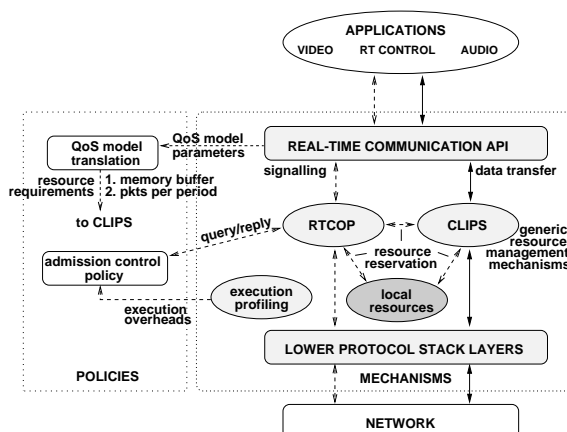 APPLICATIONS
VIDEO RT CONTROL AUDIO
QoS model
translation
QoS model
parameters
REAL-TIME COMMUNICATION API
resource
requirements
1. memory buffer
2. pkts per period
signalling
data transfer
to CLIPS
query/reply
RTCOP
CLIPS
generic
resource
management
mechanisms
resource
reservation
admission control
policy
execution
profiling
local
resources
execution
overheads
LOWER PROTOCOL STACK LAYERS
POLICIES
MECHANISMS
NETWORK